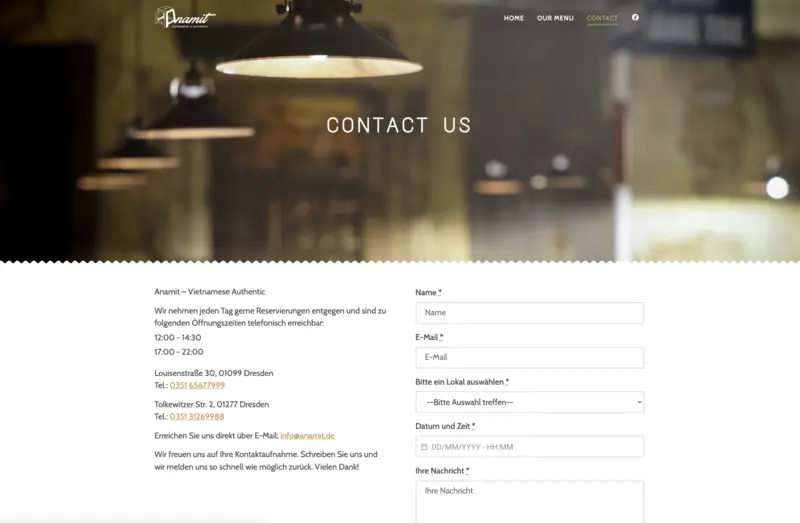 Anamit
HOME
OUR MENU
CONTACT
CONTACT US
Anamit – Vietnamese Authentic
Wir nehmen jeden Tag gerne Reservierungen entgegen und sind zu
folgenden Öffnungszeiten telefonisch erreichbar:
12:00 - 14:30
17:00 - 22:00
Louisenstraße 30, 01099 Dresden
Tel.: 0351 65677999
Tolkewitzer Str. 2, 01277 Dresden
Tel.: 0351 31269988
Erreichen Sie uns direkt über E-Mail: info@anamit.de
Wir freuen uns auf Ihre Kontaktaufnahme. Schreiben Sie uns und
wir melden uns so schnell wie möglich zurück. Vielen Dank!
Name *
Name
E-Mail *
E-Mail
Bitte ein Lokal auswählen *
--Bitte Auswahl treffen--
Datum und Zeit *
DD/MM/YYYY - HH:MM
Ihre Nachricht *
Ihre Nachricht